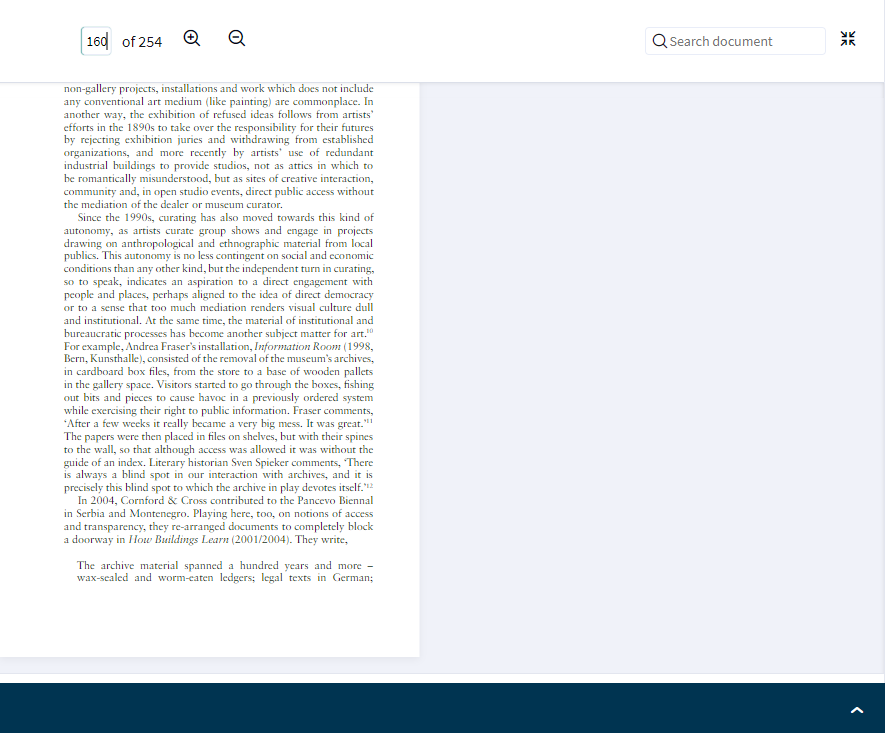 160 of 254
Search document
non-gallery projects, installations and work which does not include
any conventional art medium (like painting) are commonplace. In
another way, the exhibition of refused ideas follows from artists'
efforts in the 1890s to take over the responsibility for their futures
by rejecting exhibition juries and withdrawing from established
organizations, and more recently by artists' use of redundant
industrial buildings to provide studios, not as attics in which to
be romantically misunderstood, but as sites of creative interaction,
community and, in open studio events, direct public access without
the mediation of the dealer or museum curator.
Since the 1990s, curating has also moved towards this kind of
autonomy, as artists curate group shows and engage in projects
drawing on anthropological and ethnographic material from local
publics. This autonomy is no less contingent on social and economic
conditions than any other kind, but the independent turn in curating,
so to speak, indicates an aspiration to a direct engagement with
people and places, perhaps aligned to the idea of direct democracy
or to a sense that too much mediation renders visual culture dull
and institutional. At the same time, the material of institutional and
bureaucratic processes has become another subject matter for art.¹⁰
For example, Andrea Fraser's installation, Information Room (1998,
Bern, Kunsthalle), consisted of the removal of the museum's archives,
in cardboard box files, from the store to a base of wooden pallets
in the gallery space. Visitors started to go through the boxes, fishing
out bits and pieces to cause havoc in a previously ordered system
while exercising their right to public information. Fraser comments,
'After a few weeks it really became a very big mess. It was great.'¹¹
The papers were then placed in files on shelves, but with their spines
to the wall, so that although access was allowed it was without the
guide of an index. Literary historian Sven Spieker comments, 'There
is always a blind spot in our interaction with archives, and it is
precisely this blind spot to which the archive in play devotes itself.'¹²
In 2004, Cornford & Cross contributed to the Pancevo Biennal
in Serbia and Montenegro. Playing here, too, on notions of access
and transparency, they re-arranged documents to completely block
a doorway in How Buildings Learn (2001/2004). They write,
The archive material spanned a hundred years and more –
wax-sealed and worm-eaten ledgers; legal texts in German;